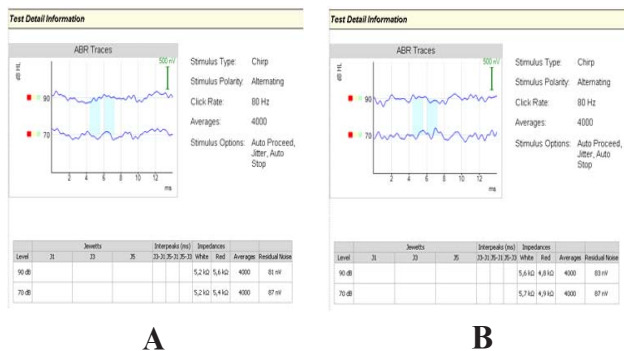 Test Detail Information
ABR Traces
dB HL
500 nV
90
70
2 4 6 8 10 12
ms
Stimulus Type: Chirp
Stimulus Polarity: Alternating
Click Rate: 80 Hz
Averages: 4000
Stimulus Options: Auto Proceed,
Jitter, Auto
Stop
Jewetts Interpeaks (ms) Impedances
Level J1 J3 J5 J3-J1 J5-J1 J5-J3 White Red Averages Residual Noise
90 dB 5,2 kΩ 5,6 kΩ 4000 81 nV
70 dB 5,2 kΩ 5,4 kΩ 4000 87 nV
A
Test Detail Information
ABR Traces
dB HL
500 nV
90
70
2 4 6 8 10 12
ms
Stimulus Type: Chirp
Stimulus Polarity: Alternating
Click Rate: 80 Hz
Averages: 4000
Stimulus Options: Auto Proceed,
Jitter, Auto
Stop
Jewetts Interpeaks (ms) Impedances
Level J1 J3 J5 J3-J1 J5-J1 J5-J3 White Red Averages Residual Noise
90 dB 5,6 kΩ 4,8 kΩ 4000 83 nV
70 dB 5,7 kΩ 4,9 kΩ 4000 87 nV
B